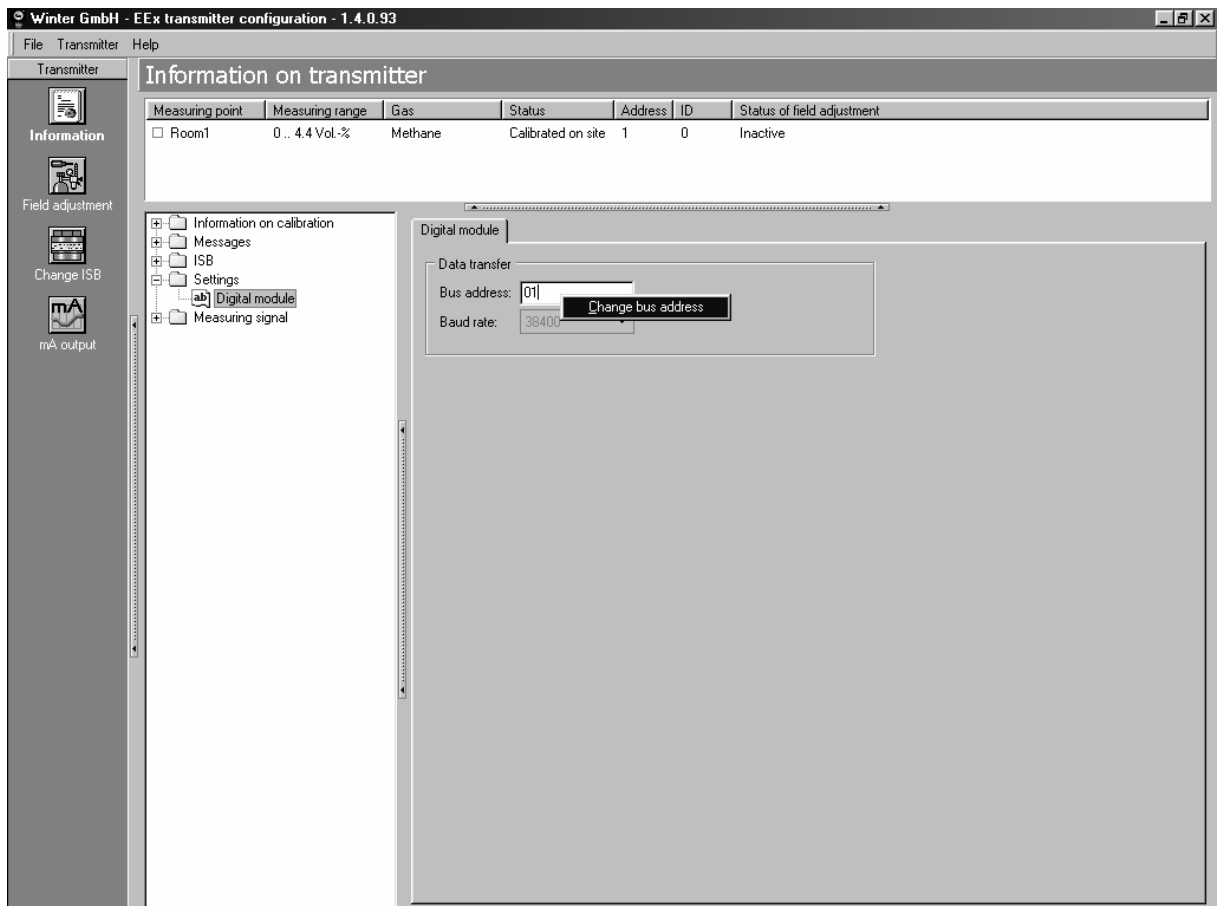 Winter GmbH - EEx transmitter configuration - 1.4.0.93
File Transmitter Help
Transmitter
Information
Field adjustment
Change ISB
mA
mA output
Information on transmitter
Measuring point Measuring range Gas Status Address ID Status of field adjustment
Room1 0 .. 4.4 Vol.-% Methane Calibrated on site 1 0 Inactive
Information on calibration
Messages
ISB
Settings
ab Digital module
Measuring signal
Digital module
Data transfer
Bus address: 01
Change bus address
Baud rate: 38400